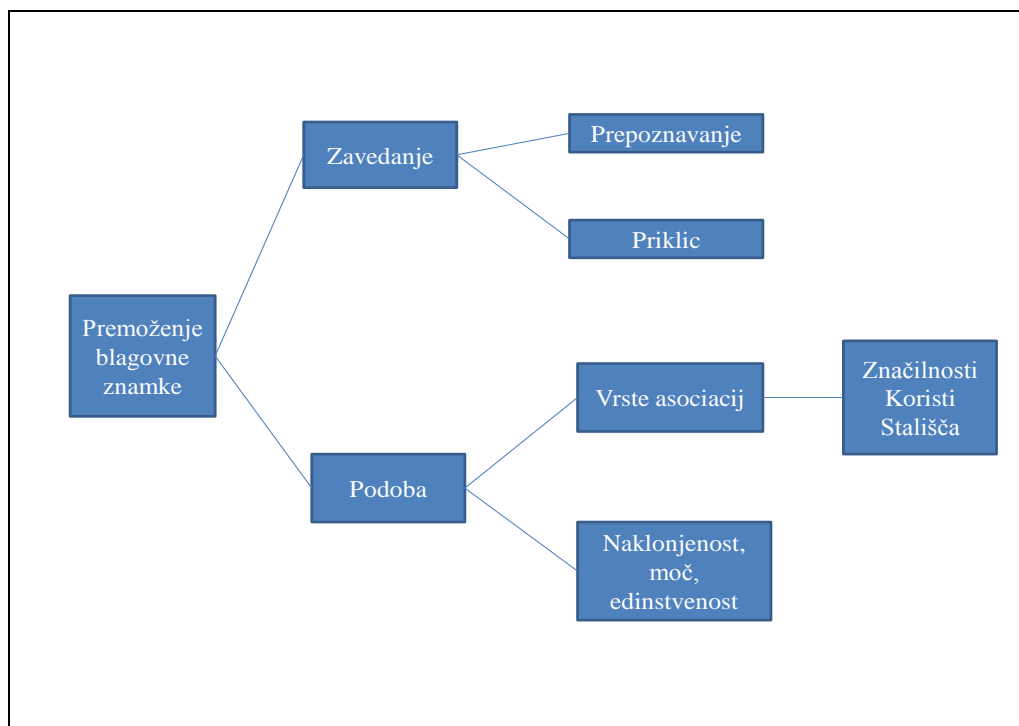 Prepoznavanje
Zavedanje
Priklic
Premoženje
blagovne
znamke
Značilnosti
Koristi
Stališča
Vrste asociacij
Podoba
Naklonjenost,
moč,
edinstvenost